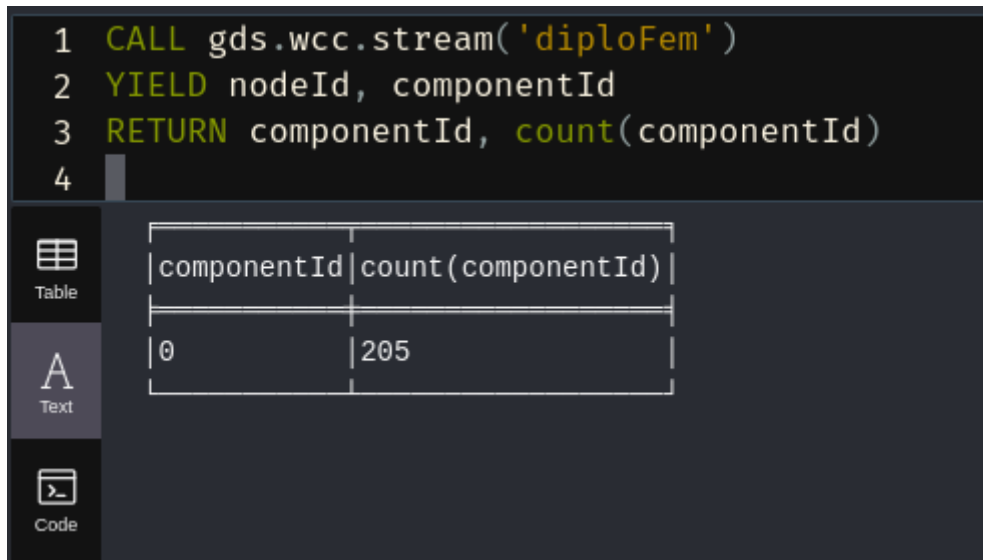 1 CALL gds.wcc.stream('diploFem')
2 YIELD nodeId, componentId
3 RETURN componentId, count(componentId)
4
componentId count(componentId)
Table
0 205
Text
Code